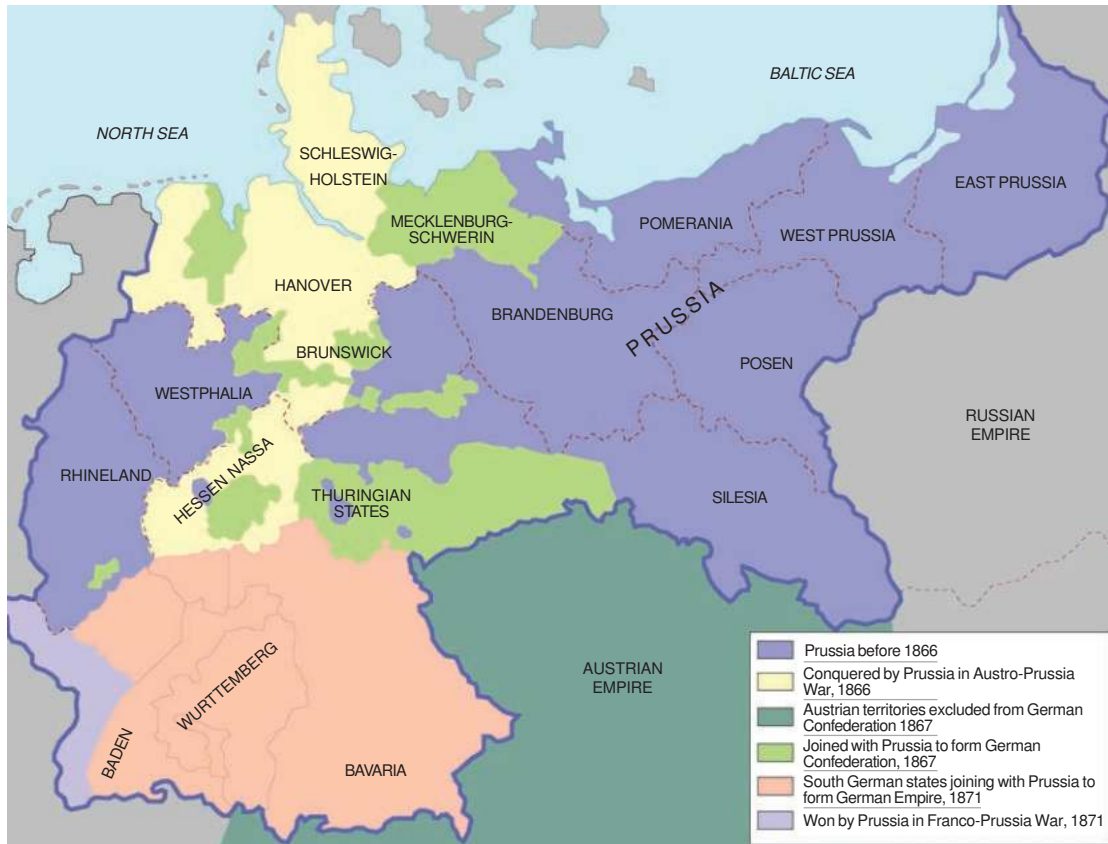 BALTIC SEA
NORTH SEA
SCHLESWIG-
HOLSTEIN
EAST PRUSSIA
MECKLENBURG-
SCHWERIN
POMERANIA
WEST PRUSSIA
HANOVER
BRANDENBURG
PRUSSIA
BRUNSWICK
POSEN
WESTPHALIA
RUSSIAN
EMPIRE
RHINELAND
HESSEN NASSA
THURINGIAN
STATES
SILESIA
AUSTRIAN
EMPIRE
WURTTEMBERG
BADEN
BAVARIA
Prussia before 1866
Conquered by Prussia in Austro-Prussia
War, 1866
Austrian territories excluded from German
Confederation 1867
Joined with Prussia to form German
Confederation, 1867
South German states joining with Prussia to
form German Empire, 1871
Won by Prussia in Franco-Prussia War, 1871